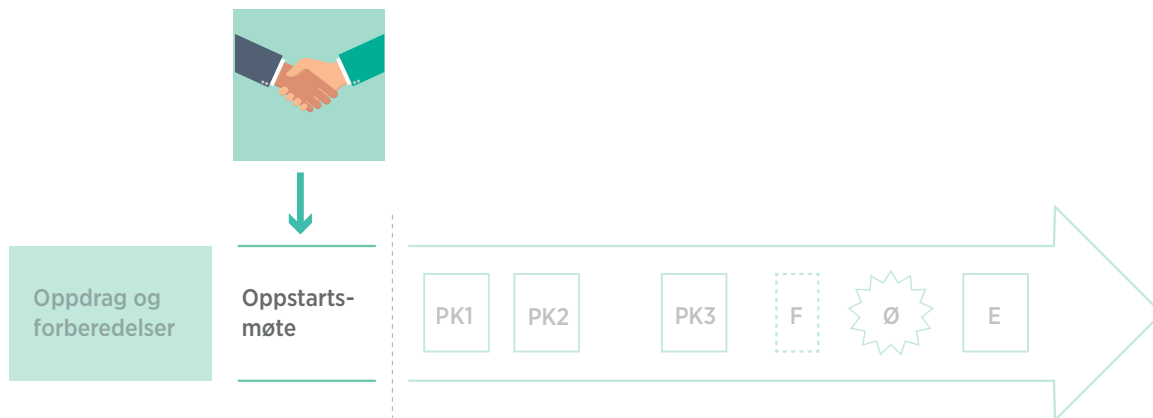 Oppdrag og
forberedelser
Oppstarts-
møte
PK1
PK2
PK3
F
Ø
E